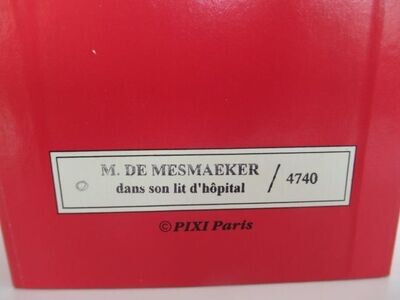 M. DE MESMAEKER
dans son lit d'hôpital / 4740
©PIXI Paris